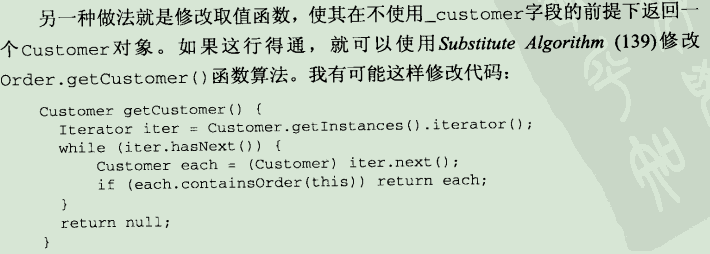 另一种做法就是修改取值函数，使其在不使用_customer字段的前提下返回一
个Customer对象。如果这行得通，就可以使用Substitute Algorithm (139)修改
Order.getCustomer()函数算法。我有可能这样修改代码：
Customer getCustomer() {
Iterator iter = Customer.getInstances().iterator();
while (iter.hasNext()) {
Customer each = (Customer) iter.next();
if (each.containsOrder(this)) return each;
}
return null;
}